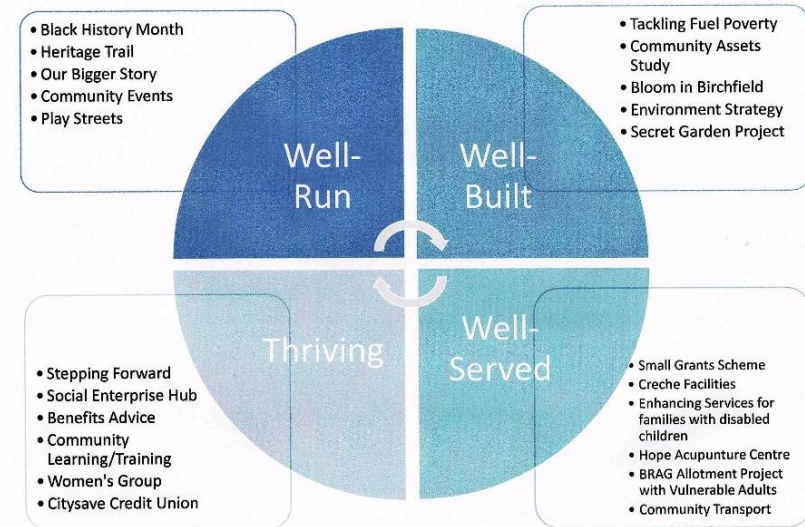 • Black History Month
• Heritage Trail
• Our Bigger Story
• Community Events
• Play Streets
• Tackling Fuel Poverty
• Community Assets
Study
• Bloom in Birchfield
• Environment Strategy
• Secret Garden Project
Well-
Run
Well-
Built
Thriving
Well-
Served
• Stepping Forward
• Social Enterprise Hub
• Benefits Advice
• Community
Learning/Training
• Women's Group
• Citysave Credit Union
• Small Grants Scheme
• Creche Facilities
• Enhancing Services for
families with disabled
children
• Hope Acupunture Centre
• BRAG Allotment Project
with Vulnerable Adults
• Community Transport